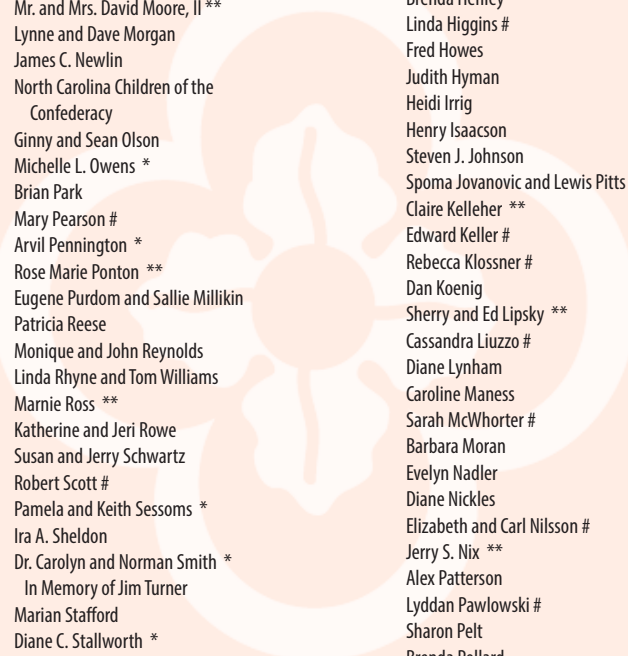 Mr. and Mrs. David Moore, II **
Lynne and Dave Morgan
James C. Newlin
North Carolina Children of the
Confederacy
Ginny and Sean Olson
Michelle L. Owens *
Brian Park
Mary Pearson #
Arvil Pennington *
Rose Marie Ponton **
Eugene Purdom and Sallie Millikin
Patricia Reese
Monique and John Reynolds
Linda Rhyne and Tom Williams
Marnie Ross **
Katherine and Jeri Rowe
Susan and Jerry Schwartz
Robert Scott #
Pamela and Keith Sessoms *
Ira A. Sheldon
Dr. Carolyn and Norman Smith *
In Memory of Jim Turner
Marian Stafford
Diane C. Stallworth *
Brenda Henley
Linda Higgins #
Fred Howes
Judith Hyman
Heidi Irrig
Henry Isaacson
Steven J. Johnson
Spoma Jovanovic and Lewis Pitts
Claire Kelleher **
Edward Keller #
Rebecca Klossner #
Dan Koenig
Sherry and Ed Lipsky **
Cassandra Liuzzo #
Diane Lynham
Caroline Maness
Sarah McWhorter #
Barbara Moran
Evelyn Nadler
Diane Nickles
Elizabeth and Carl Nilsson #
Jerry S. Nix **
Alex Patterson
Lyddan Pawlowski #
Sharon Pelt
Brenda Pollard